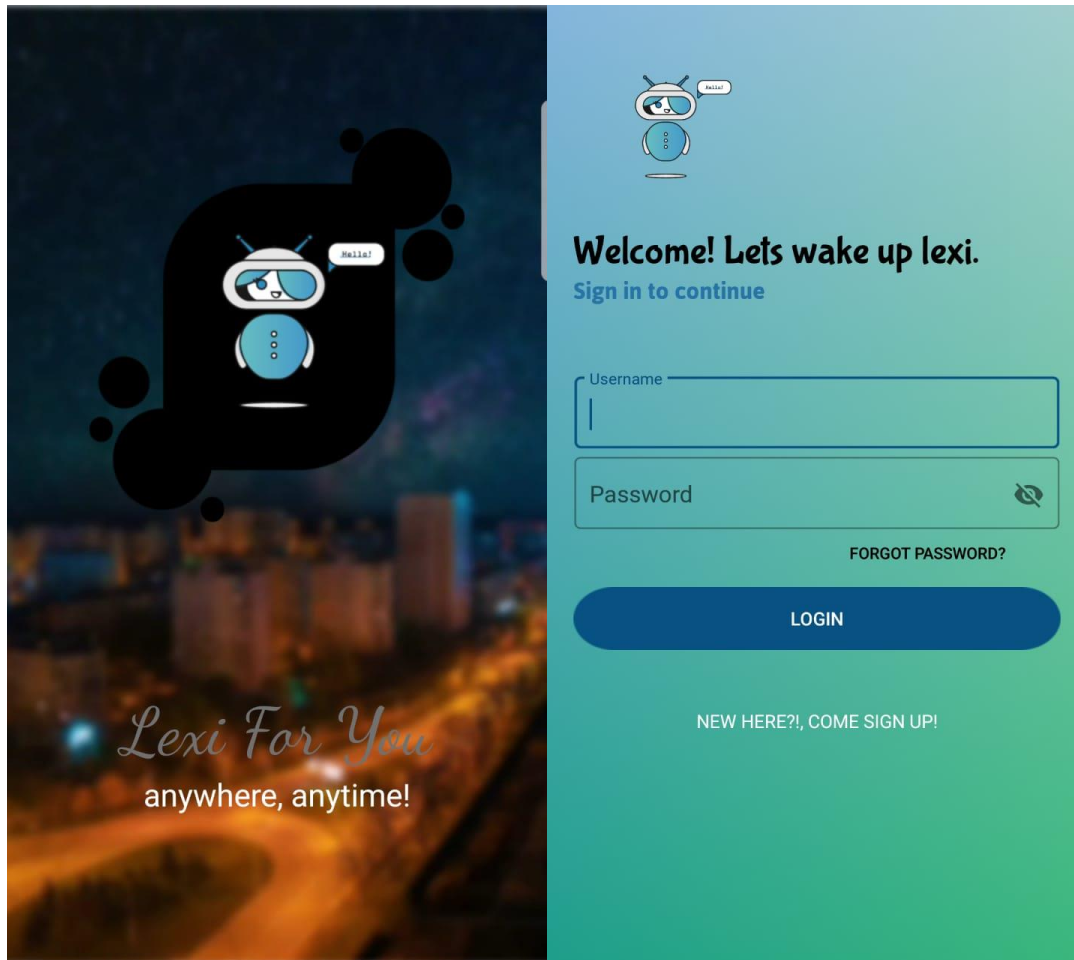 Hello!
Lexi For You
anywhere, anytime!
Hello!
Welcome! Lets wake up lexi.
Sign in to continue
Username
Password
FORGOT PASSWORD?
LOGIN
NEW HERE?!, COME SIGN UP!